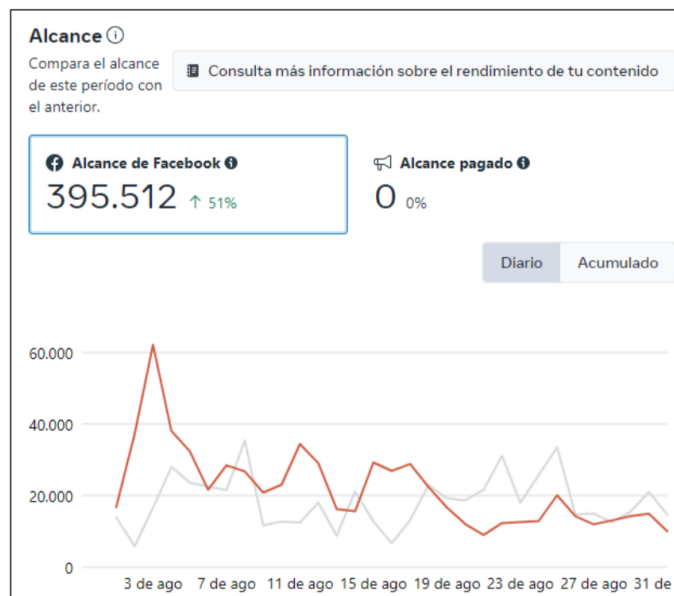 Alcance
Compara el alcance
de este período con
el anterior.
Consulta más información sobre el rendimiento de tu contenido
Alcance de Facebook
395.512 ↑ 51%
Alcance pagado
0 0%
Diario Acumulado
60.000
40.000
20.000
0
3 de ago 7 de ago 11 de ago 15 de ago 19 de ago 23 de ago 27 de ago 31 de